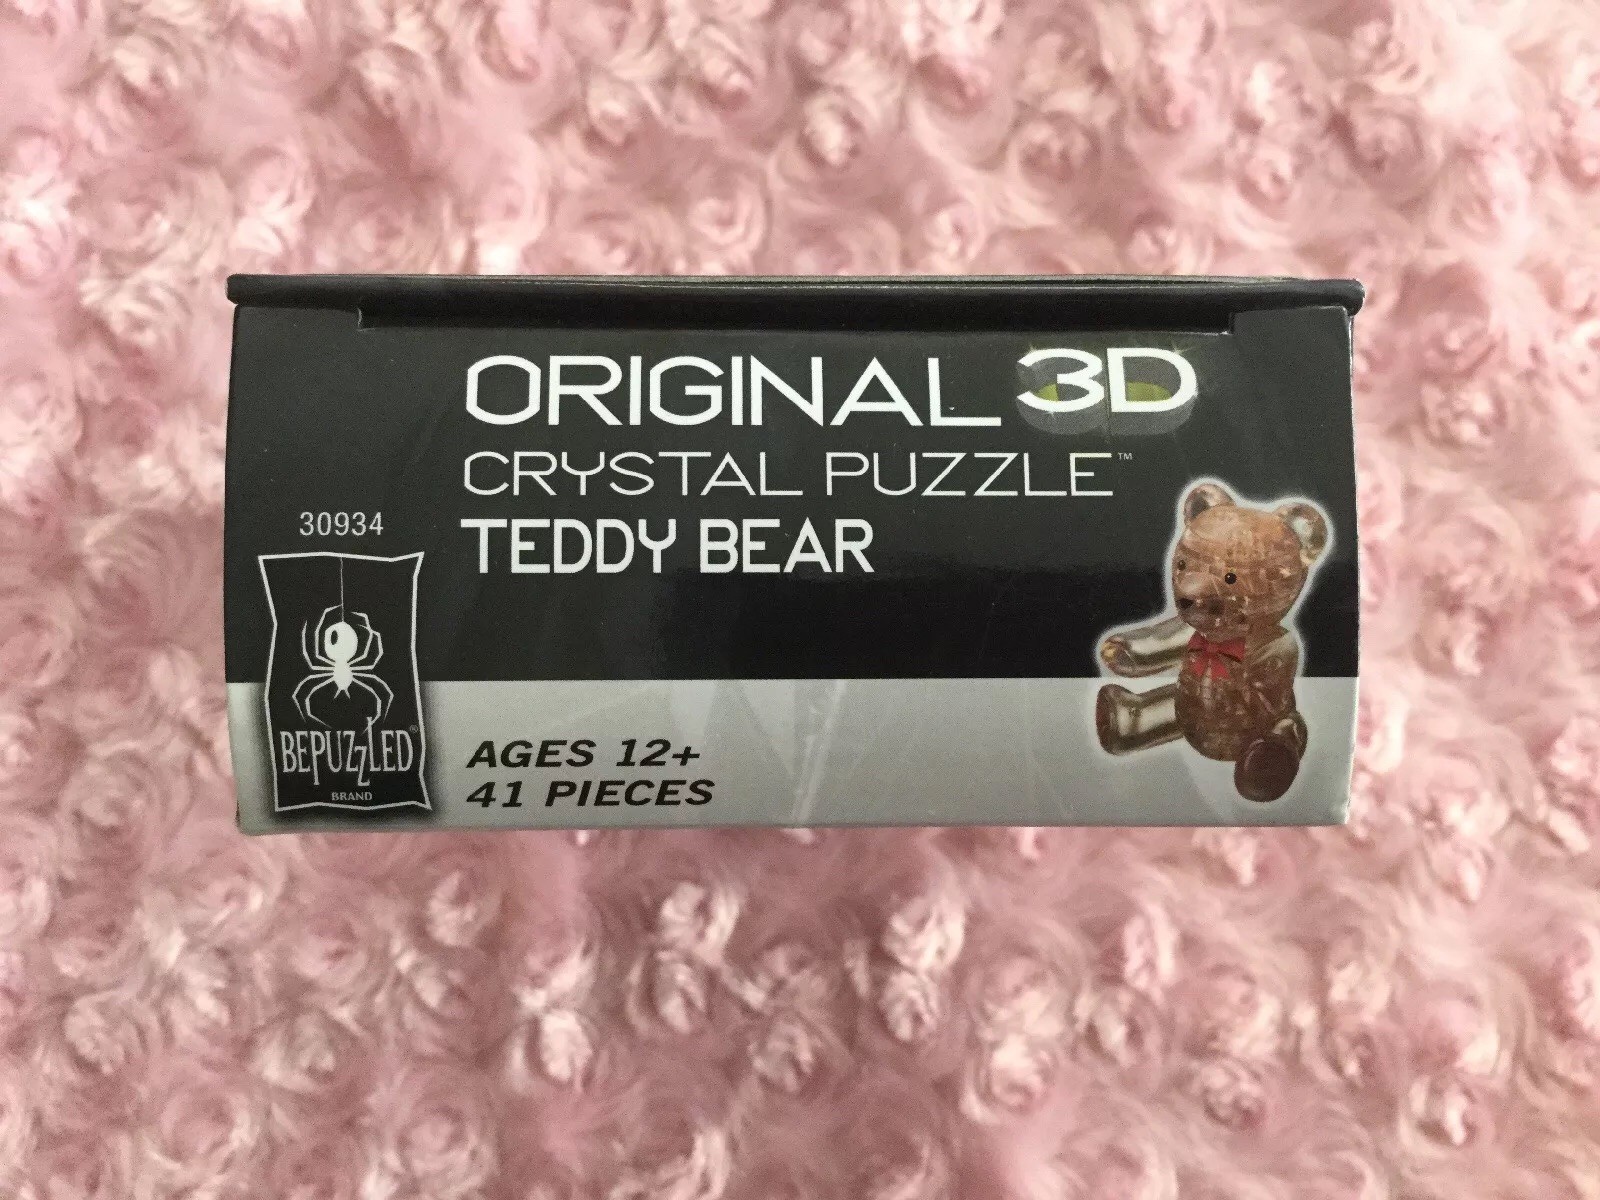 ORIGINAL 3D
CRYSTAL PUZZLE™
TEDDY BEAR
30934
BEPUZZLED®
BRAND
AGES 12+
41 PIECES